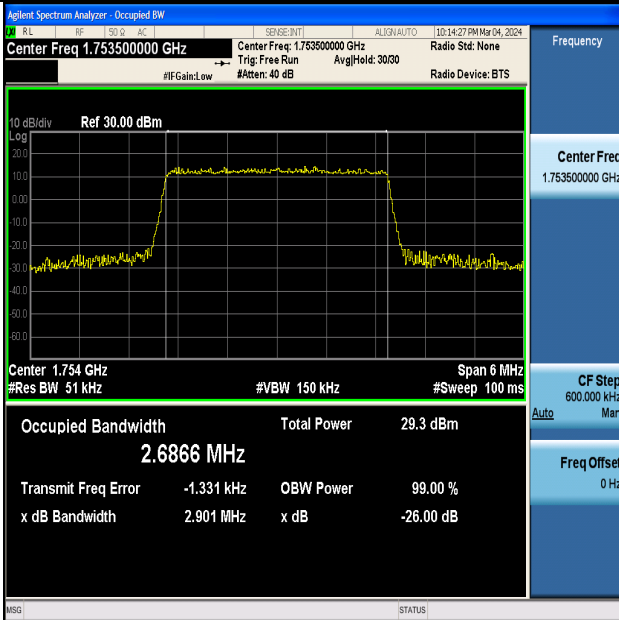 Agilent Spectrum Analyzer - Occupied BW
LXI RL RF 50 Ω AC SENSE:INT ALIGN AUTO 10:14:27 PM Mar 04, 2024
Center Freq 1.753500000 GHz
Center Freq: 1.753500000 GHz
Radio Std: None
Trig: Free Run Avg|Hold: 30/30
#IFGain:Low #Atten: 40 dB Radio Device: BTS
10 dB/div Ref 30.00 dBm
Log
20.0
10.0
0.00
-10.0
-20.0
-30.0
-40.0
-50.0
-60.0
Center 1.754 GHz Span 6 MHz
#Res BW 51 kHz #VBW 150 kHz #Sweep 100 ms
Occupied Bandwidth Total Power 29.3 dBm
2.6866 MHz
Transmit Freq Error -1.331 kHz OBW Power 99.00 %
x dB Bandwidth 2.901 MHz x dB -26.00 dB
MSG STATUS
Frequency
Center Freq
1.753500000 GHz
CF Step
600.000 kHz
Auto Man
Freq Offset
0 Hz